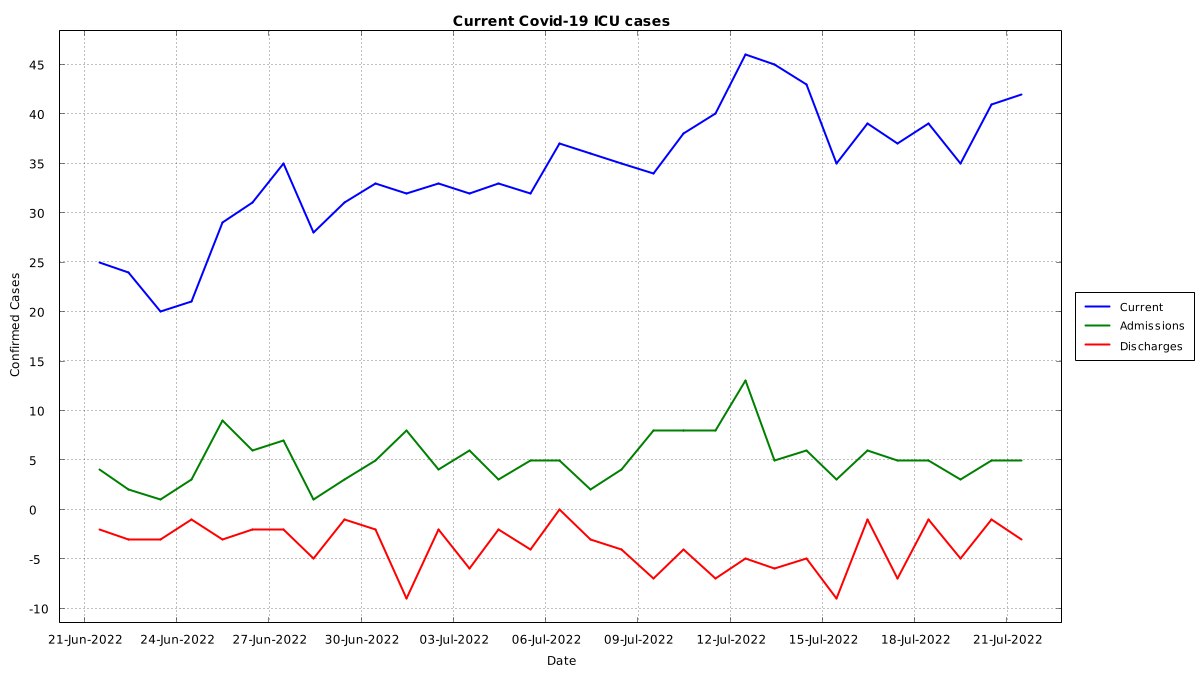 Current Covid-19 ICU cases
45
40
35
30
25
20
15
10
5
0
-5
-10
Confirmed Cases
21-Jun-2022 24-Jun-2022 27-Jun-2022 30-Jun-2022 03-Jul-2022 06-Jul-2022 09-Jul-2022 12-Jul-2022 15-Jul-2022 18-Jul-2022 21-Jul-2022
Date
Current
Admissions
Discharges